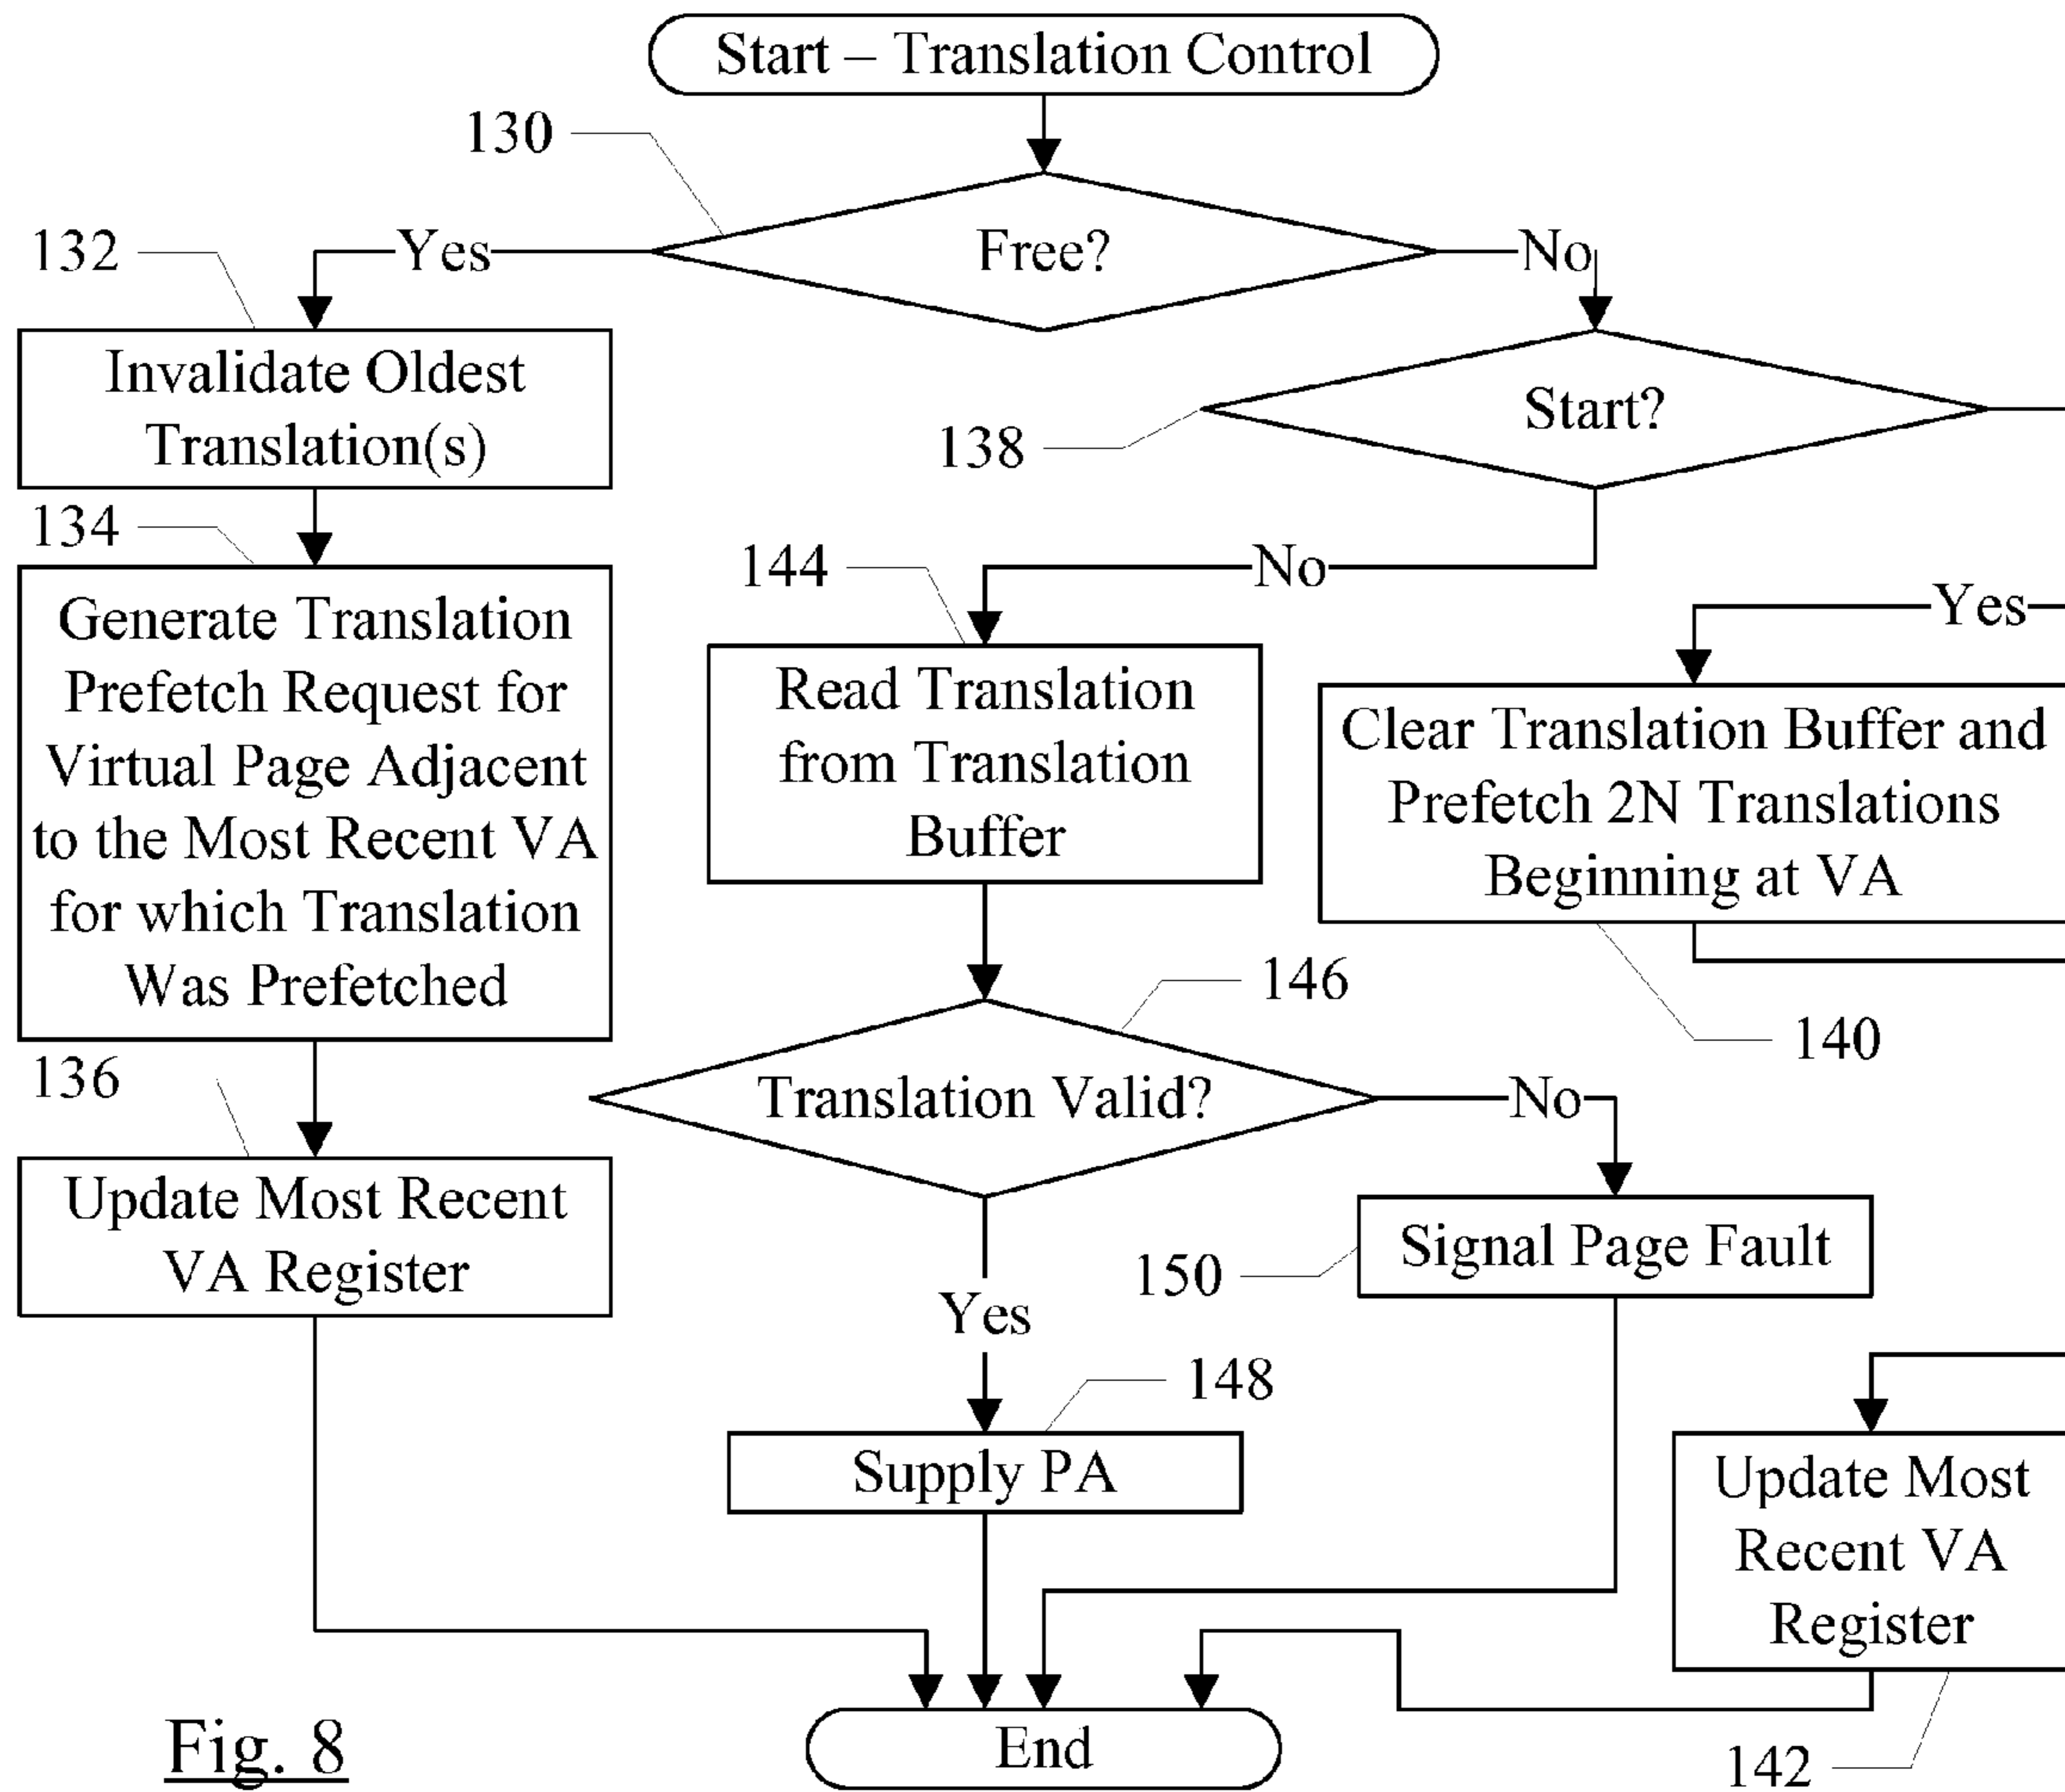 Start – Translation Control
130
Free?
132
Yes
No
Invalidate Oldest
Translation(s)
Start?
138
134
Generate Translation
Prefetch Request for
Virtual Page Adjacent
to the Most Recent VA
for which Translation
Was Prefetched
144
No
Yes
Read Translation
from Translation
Buffer
Clear Translation Buffer and
Prefetch 2N Translations
Beginning at VA
146
140
136
Translation Valid?
No
Update Most Recent
VA Register
Signal Page Fault
150
Yes
148
Supply PA
Update Most
Recent VA
Register
End
142
Fig. 8